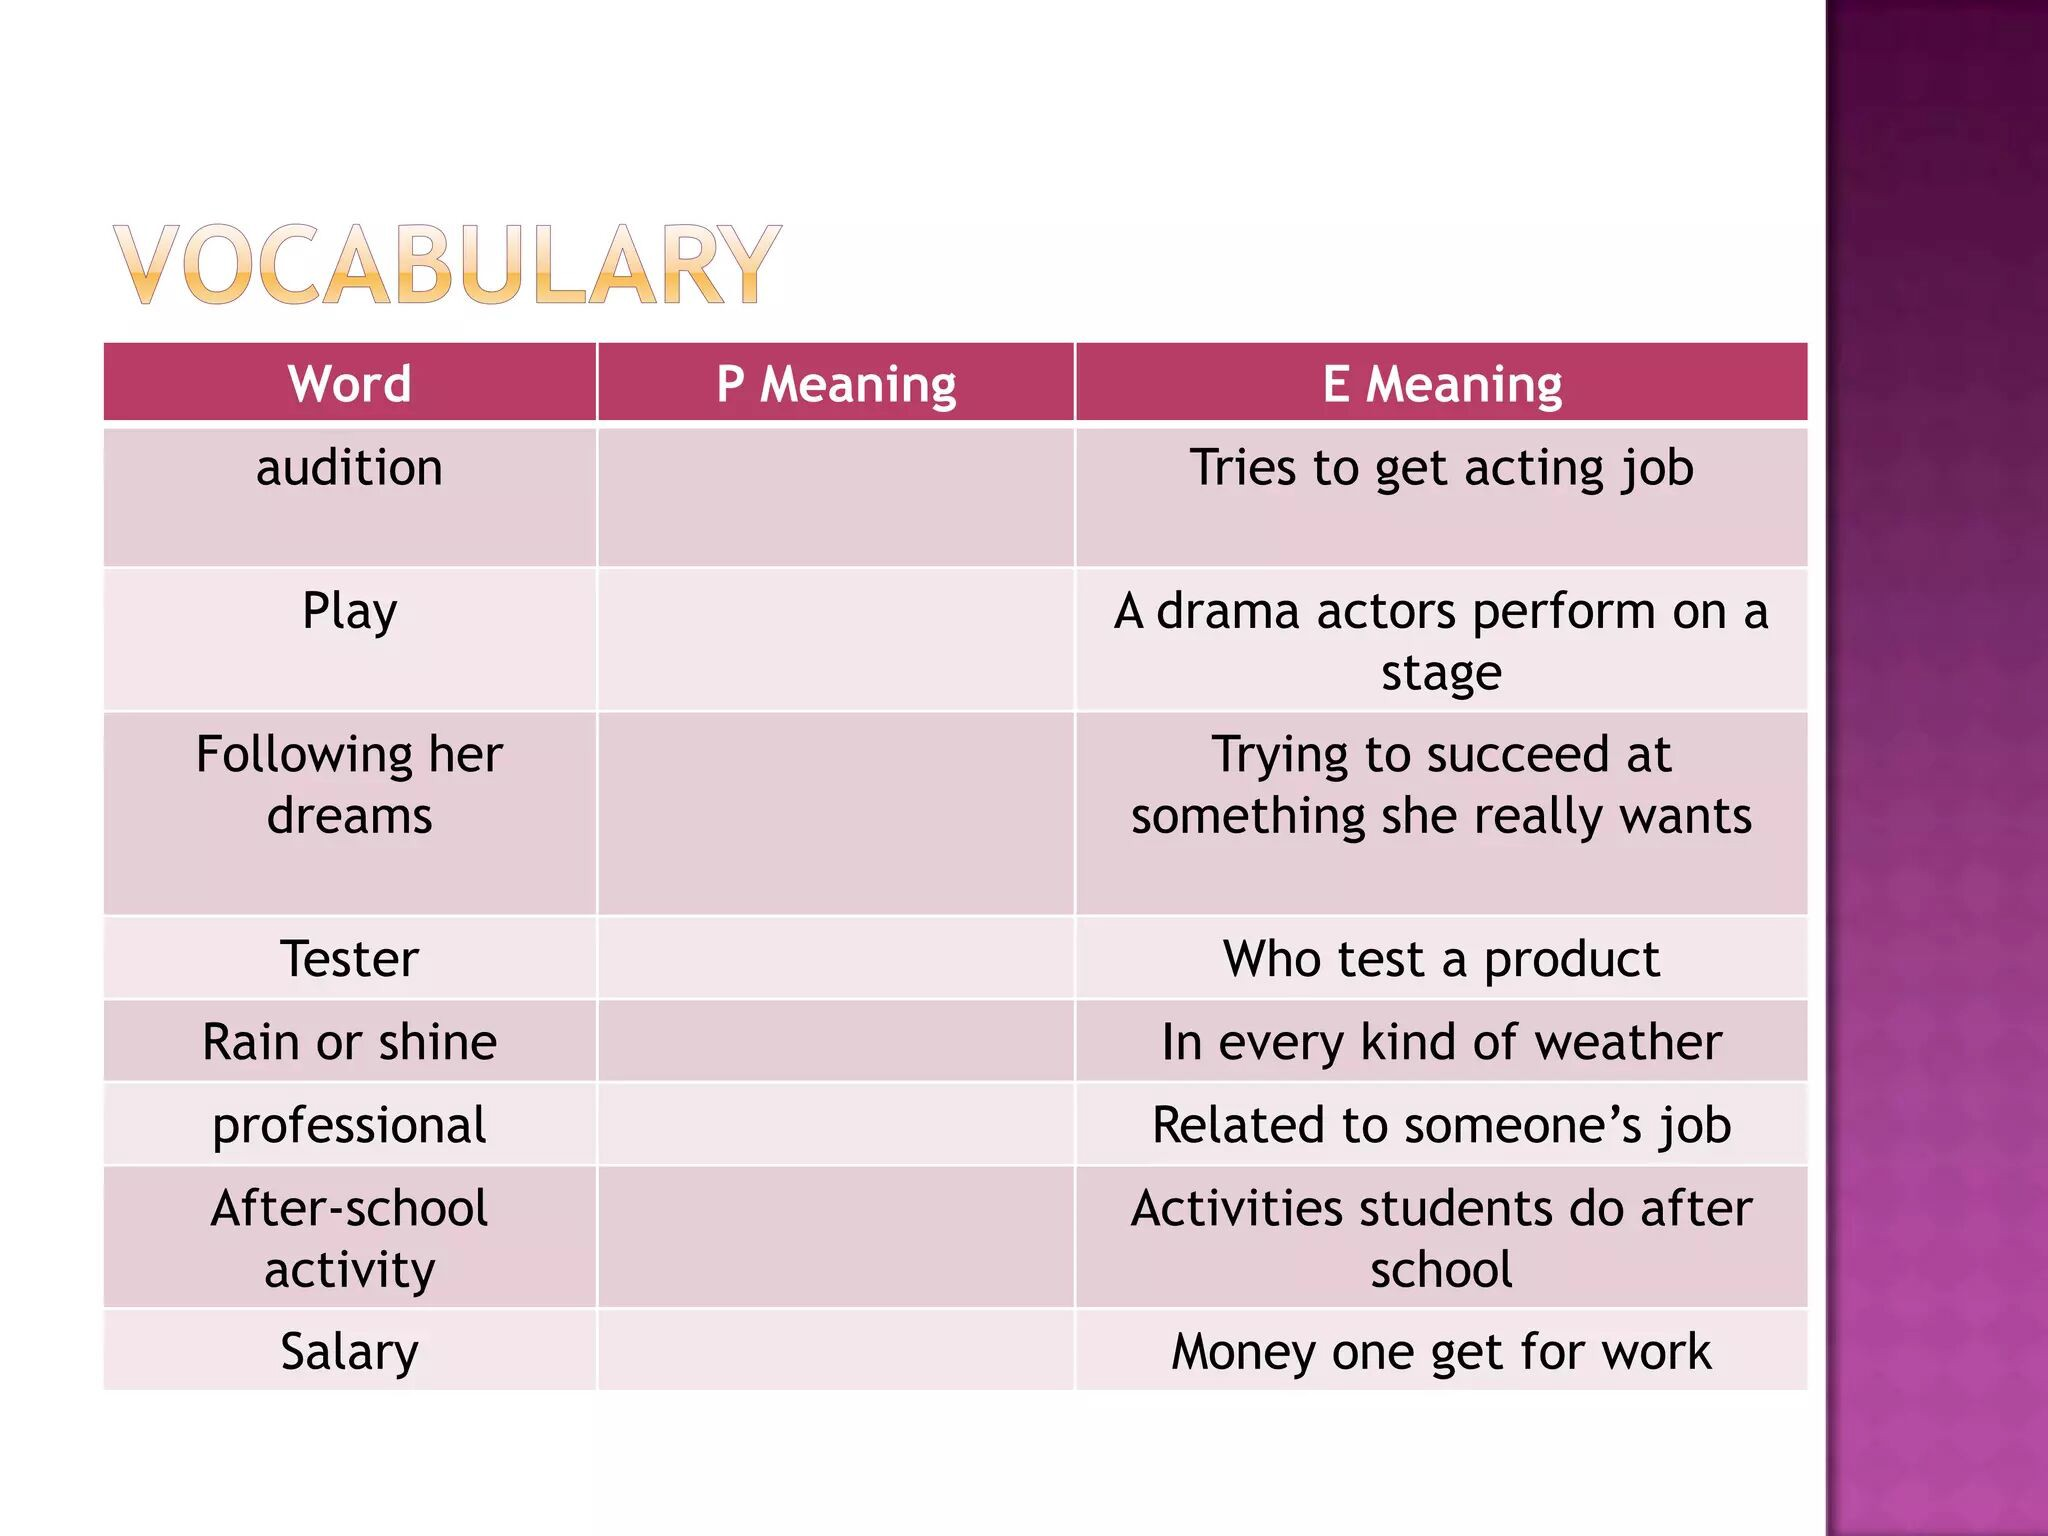 VOCABULARY
Word P Meaning E Meaning
audition Tries to get acting job
Play A drama actors perform on a
stage
Following her Trying to succeed at
dreams something she really wants
Tester Who test a product
Rain or shine In every kind of weather
professional Related to someone’s job
After-school Activities students do after
activity school
Salary Money one get for work